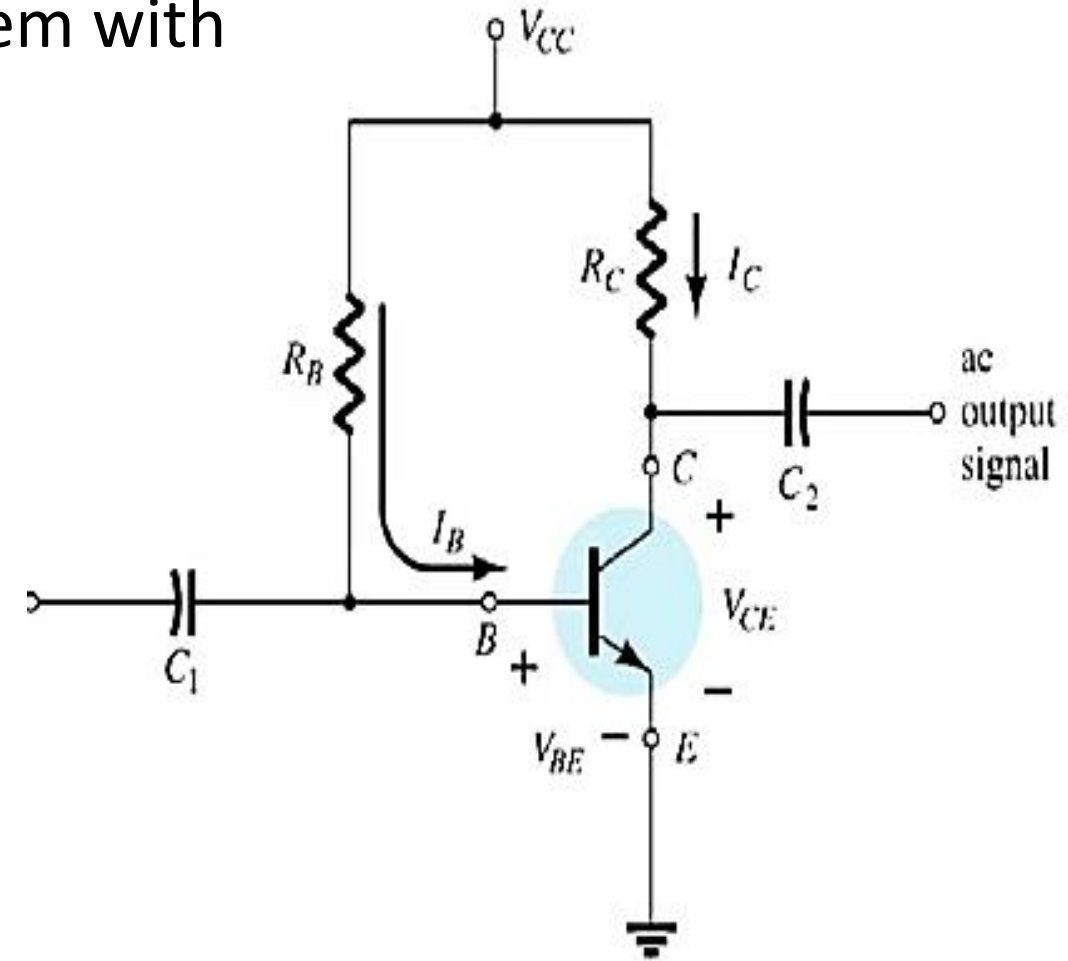 em with
VCC
RC
IC
RB
ac
output
signal
C
C2
+
IB
VCE
B
+
C1
–
VBE – E